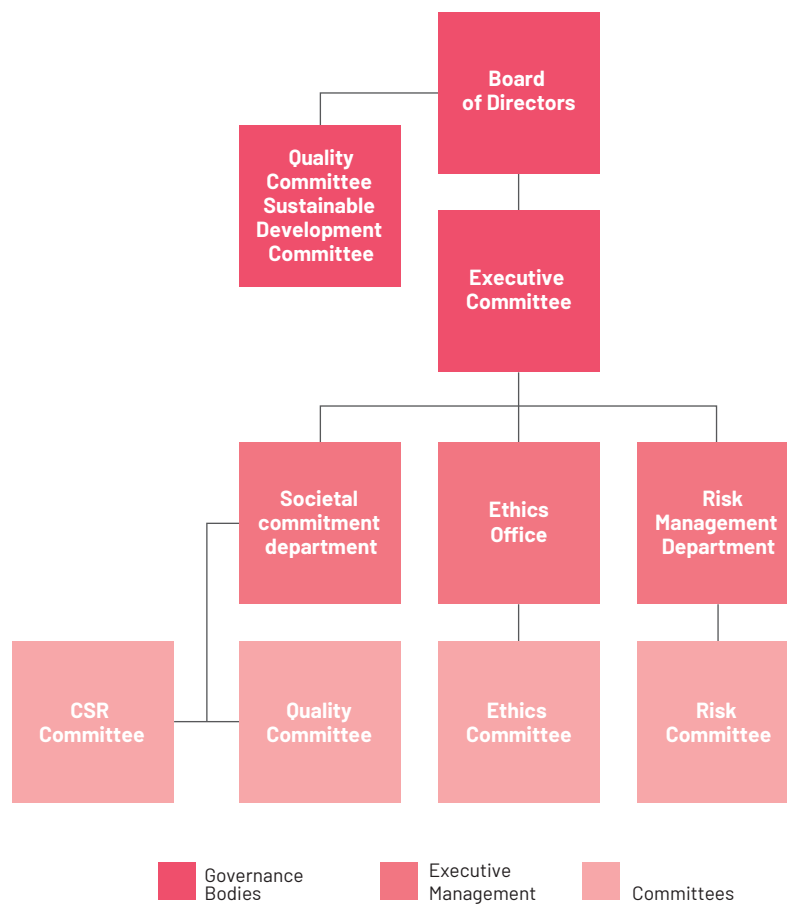 Board
of Directors
Quality
Committee
Sustainable
Development
Committee
Executive
Committee
Societal
commitment
department
Ethics
Office
Risk
Management
Department
CSR
Committee
Quality
Committee
Ethics
Committee
Risk
Committee
Governance
Bodies
Executive
Management
Committees